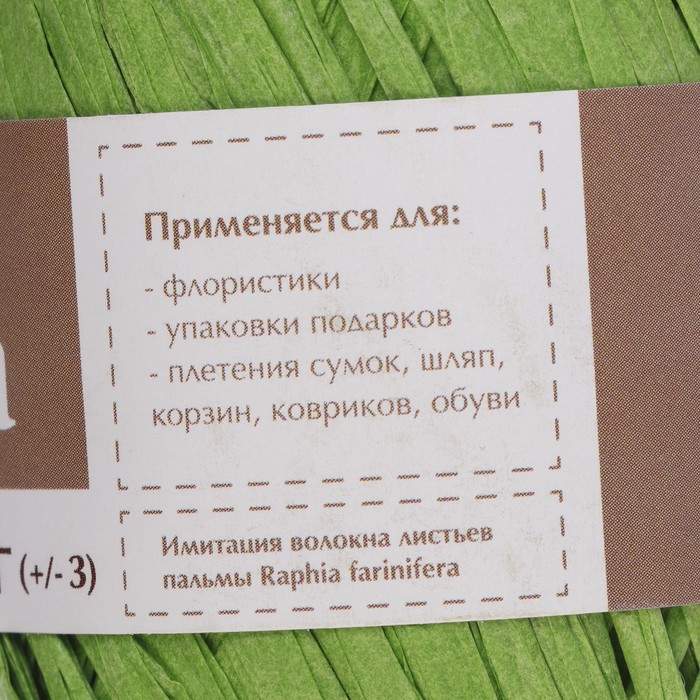 Применяется для:
- флористики
- упаковки подарков
- плетения сумок, шляп,
корзин, ковриков, обуви
Имитация волокна листьев
пальмы Raphia farinifera
г (+/- 3)